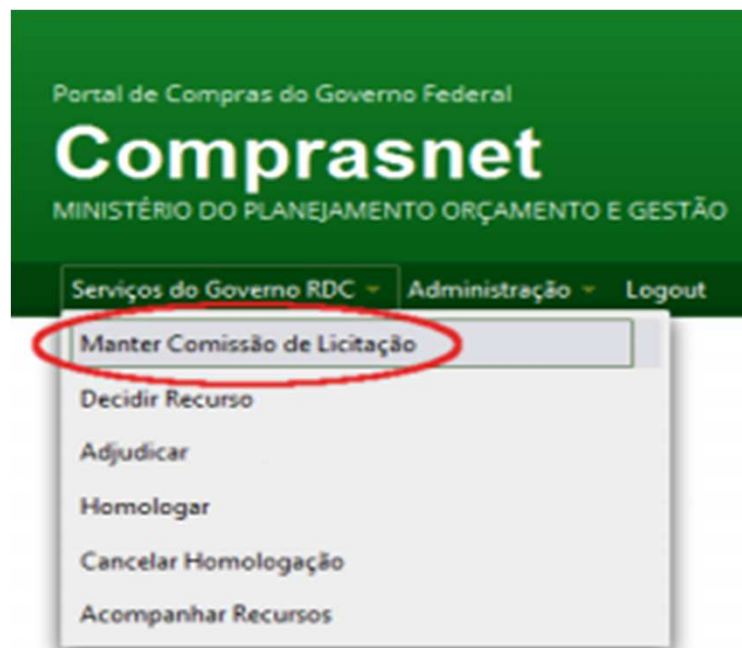 Portal de Compras do Governo Federal
Comprasnet
MINISTÉRIO DO PLANEJAMENTO ORÇAMENTO E GESTÃO
Serviços do Governo RDC Administração Logout
Manter Comissão de Licitação
Decidir Recurso
Adjudicar
Homologar
Cancelar Homologação
Acompanhar Recursos